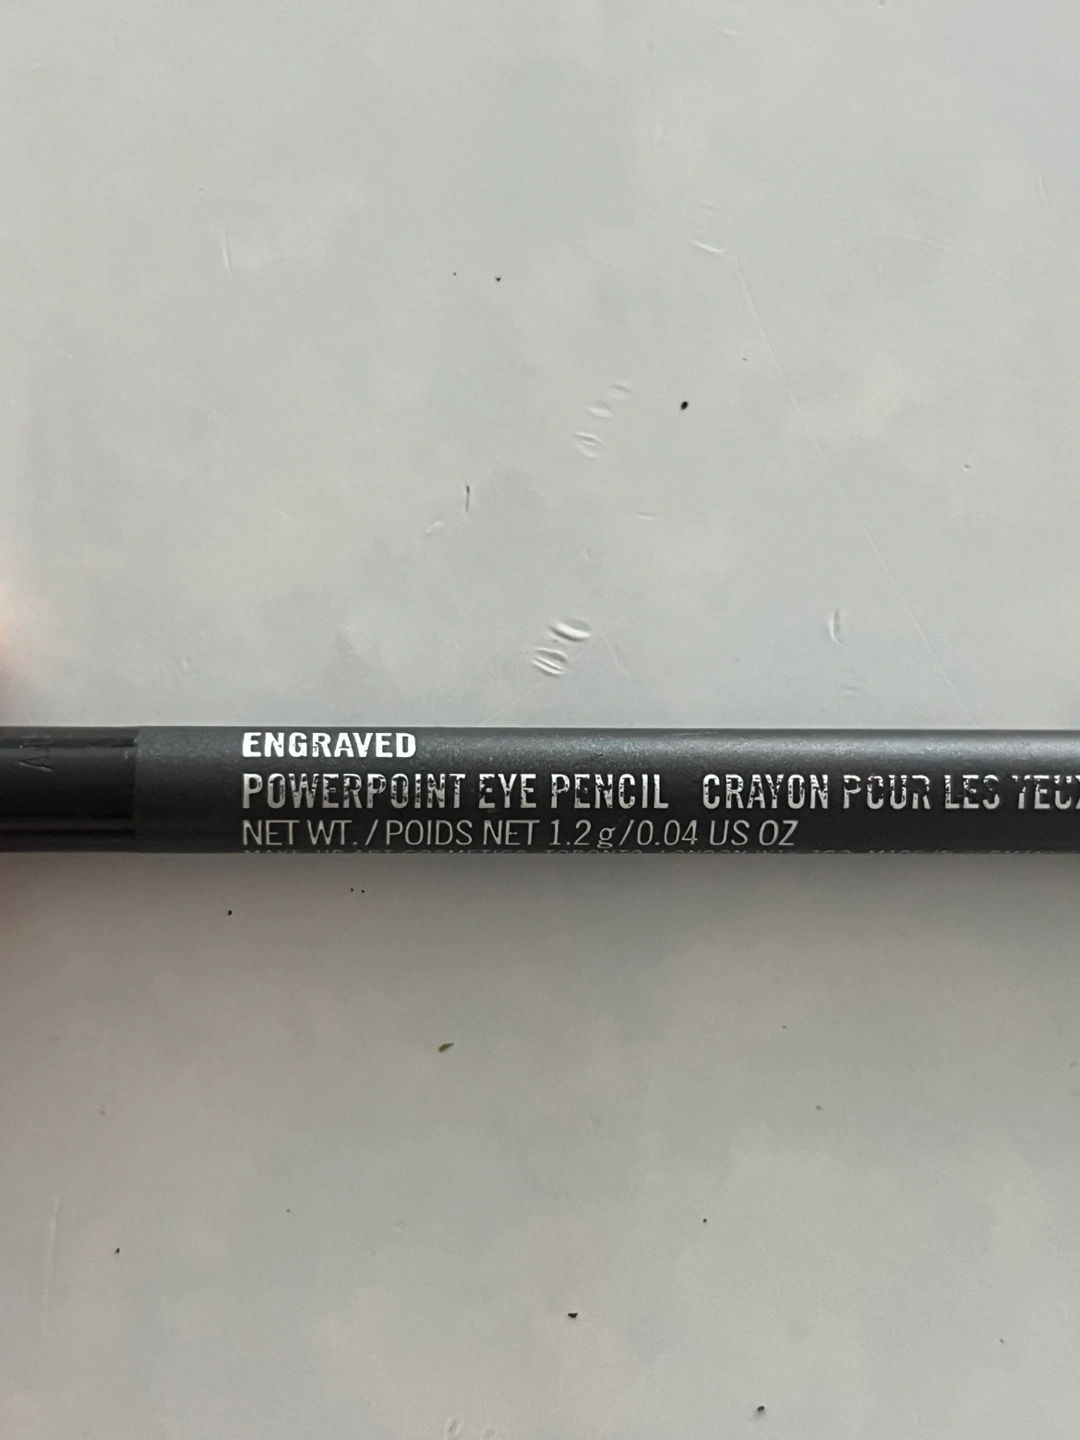 ENGRAVED
POWERPOINT EYE PENCIL CRAYON POUR LES YEUX
NET WT. / POIDS NET 1.2 g / 0.04 US OZ